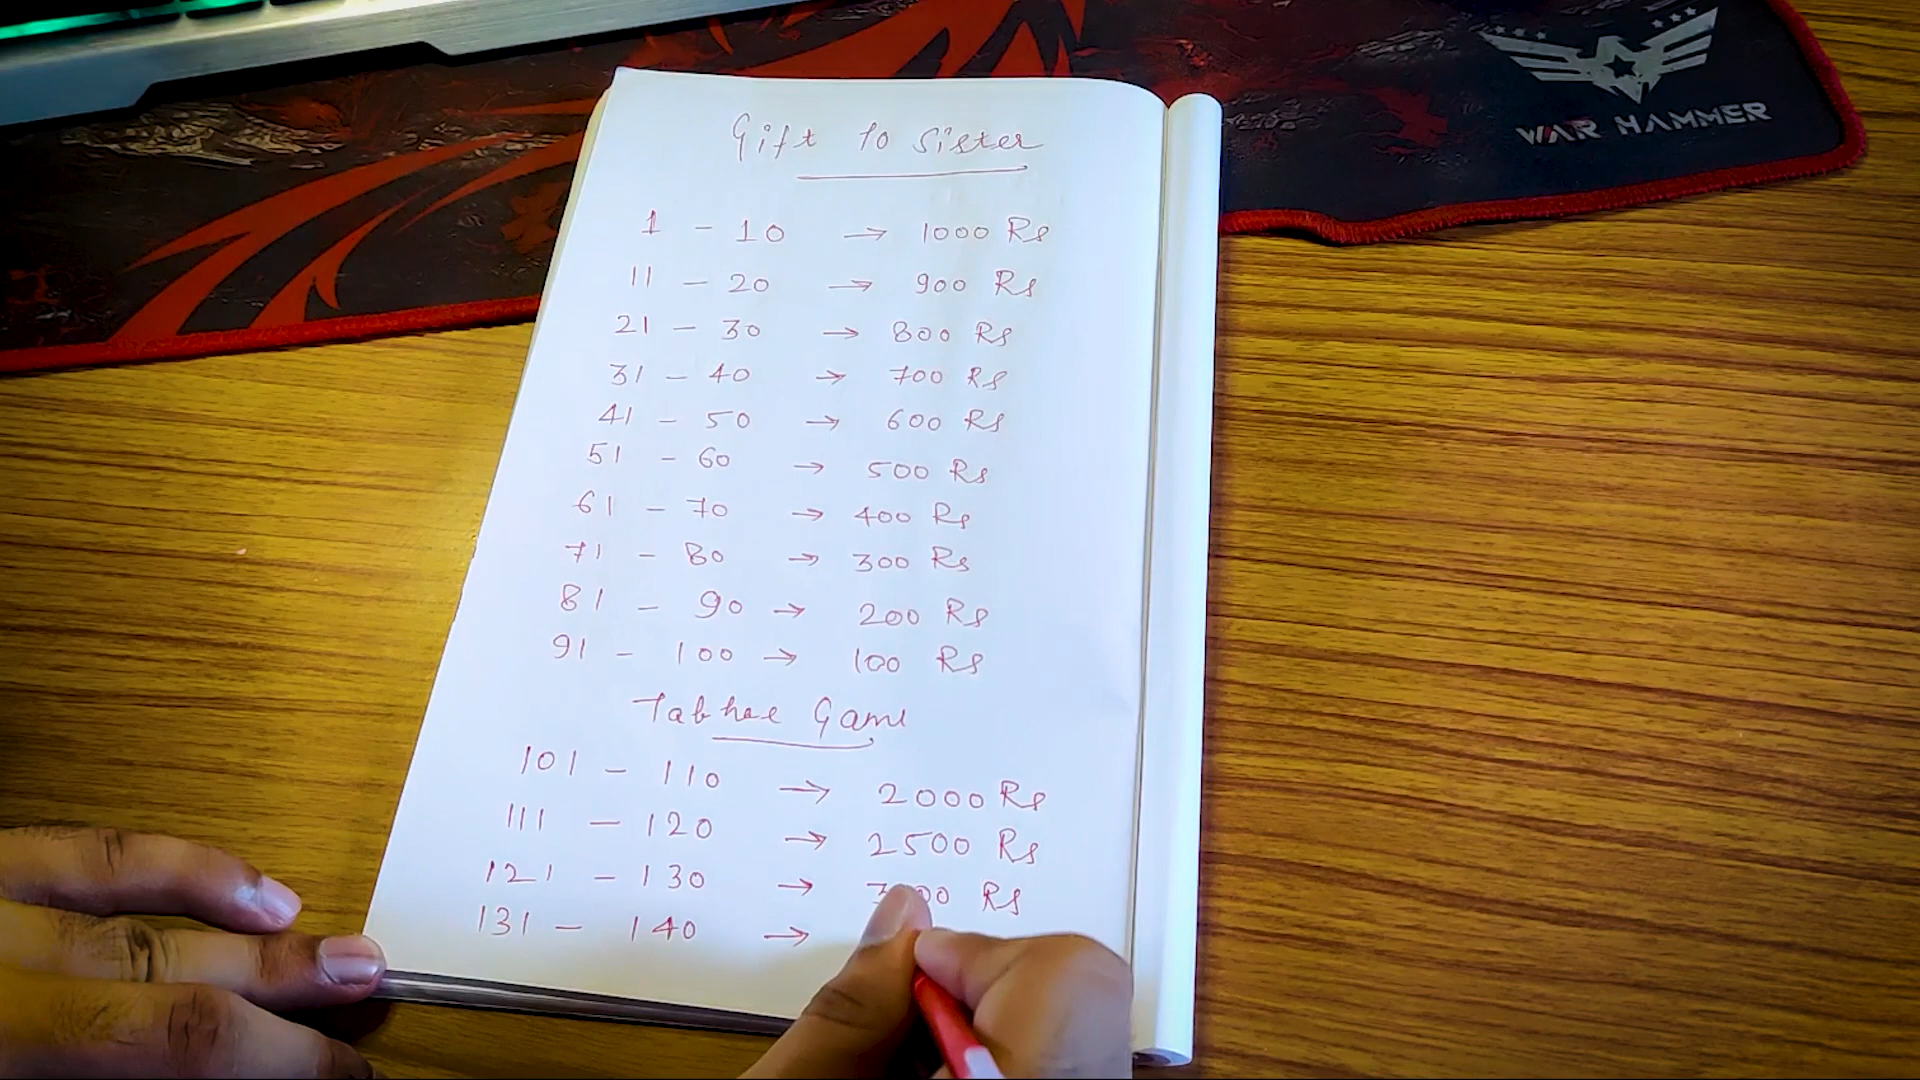 WAR HAMMER
Gift To Sister
1 - 10 → 1000 Rs
11 - 20 → 900 Rs
21 - 30 → 800 Rs
31 - 40 → 700 Rs
41 - 50 → 600 Rs
51 - 60 → 500 Rs
61 - 70 → 400 Rs
71 - 80 → 300 Rs
81 - 90 → 200 Rs
91 - 100 → 100 Rs
Game
101 - 110 → 2000 Rs
111 - 120 → 2500 Rs
121 - 130 → Rs
131 - 140 →